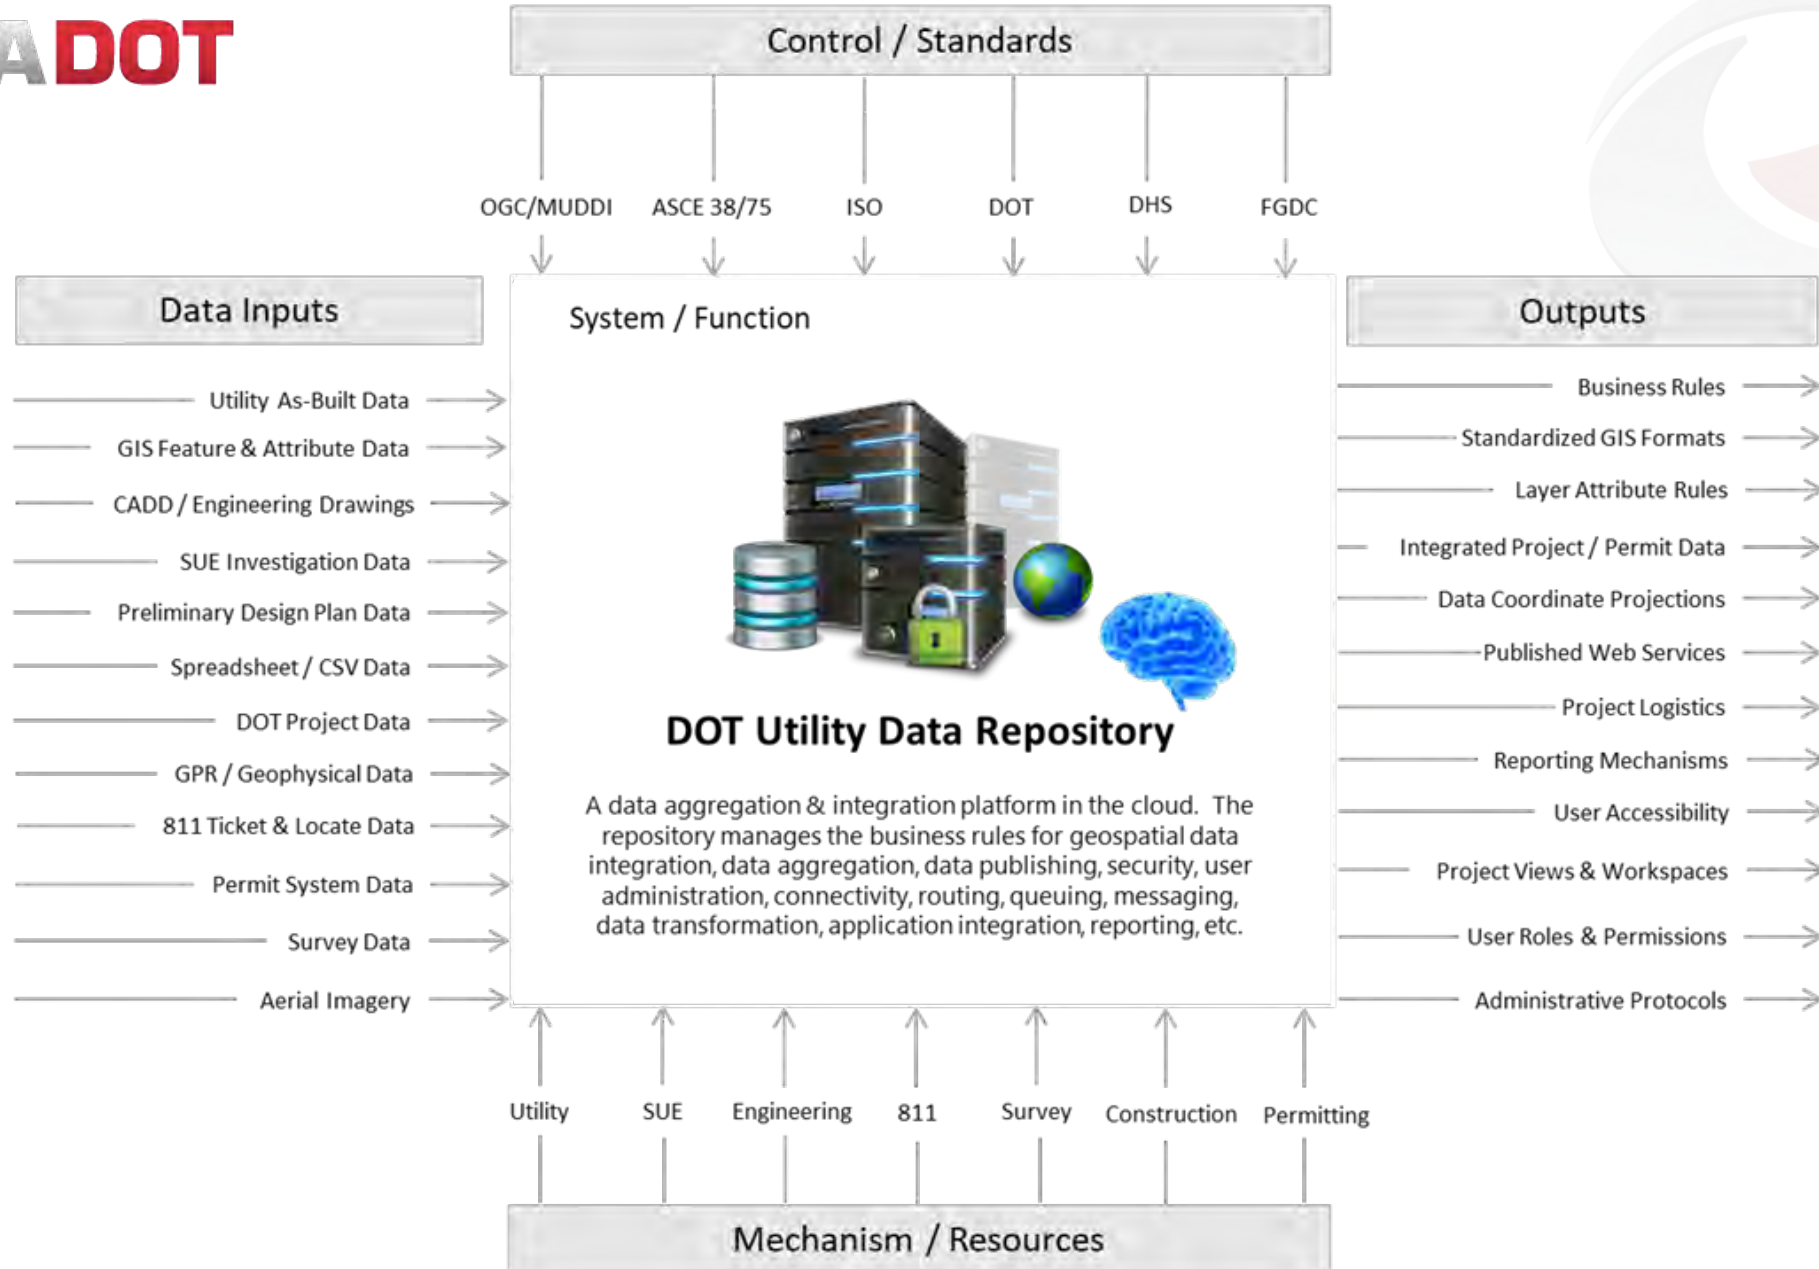 ADOT
Control / Standards
OGC/MUDDI
ASCE 38/75
ISO
DOT
DHS
FGDC
Data Inputs
Utility As-Built Data
GIS Feature & Attribute Data
CADD / Engineering Drawings
SUE Investigation Data
Preliminary Design Plan Data
Spreadsheet / CSV Data
DOT Project Data
GPR / Geophysical Data
811 Ticket & Locate Data
Permit System Data
Survey Data
Aerial Imagery
System / Function
DOT Utility Data Repository
A data aggregation & integration platform in the cloud. The
repository manages the business rules for geospatial data
integration, data aggregation, data publishing, security, user
administration, connectivity, routing, queuing, messaging,
data transformation, application integration, reporting, etc.
Outputs
Business Rules
Standardized GIS Formats
Layer Attribute Rules
Integrated Project / Permit Data
Data Coordinate Projections
Published Web Services
Project Logistics
Reporting Mechanisms
User Accessibility
Project Views & Workspaces
User Roles & Permissions
Administrative Protocols
Utility
SUE
Engineering
811
Survey
Construction
Permitting
Mechanism / Resources